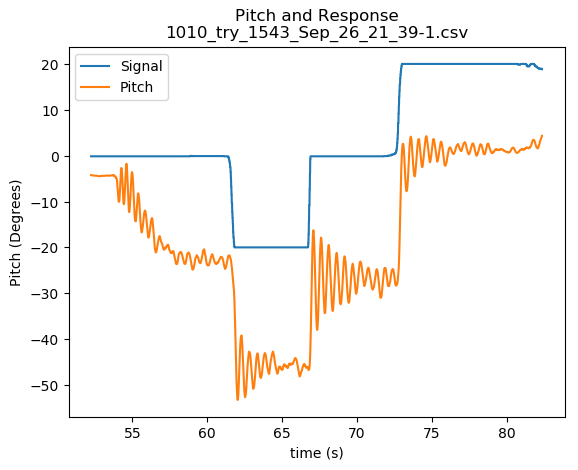 Pitch and Response
1010_try_1543_Sep_26_21_39-1.csv
Signal
Pitch
20
10
0
−10
−20
−30
−40
−50
Pitch (Degrees)
55
60
65
70
75
80
time (s)